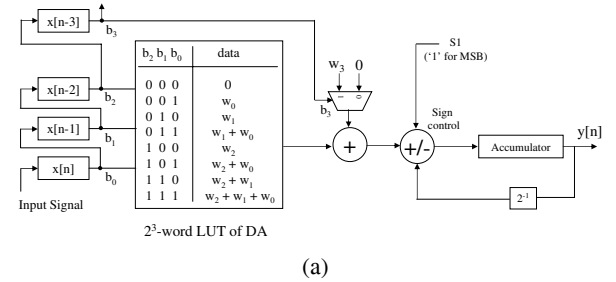 x[n-3]
b3
x[n-2]
b2
x[n-1]
b1
x[n]
b0
Input Signal
b2 b1 b0 data
0 0 0 0
0 0 1 w0
0 1 0 w1
0 1 1 w1 + w0
1 0 0 w2
1 0 1 w2 + w0
1 1 0 w2 + w1
1 1 1 w2 + w1 + w0
2³-word LUT of DA
w3 0
1 0
b3
+
S1
('1' for MSB)
Sign
control
+/-
Accumulator
y[n]
2⁻¹
(a)